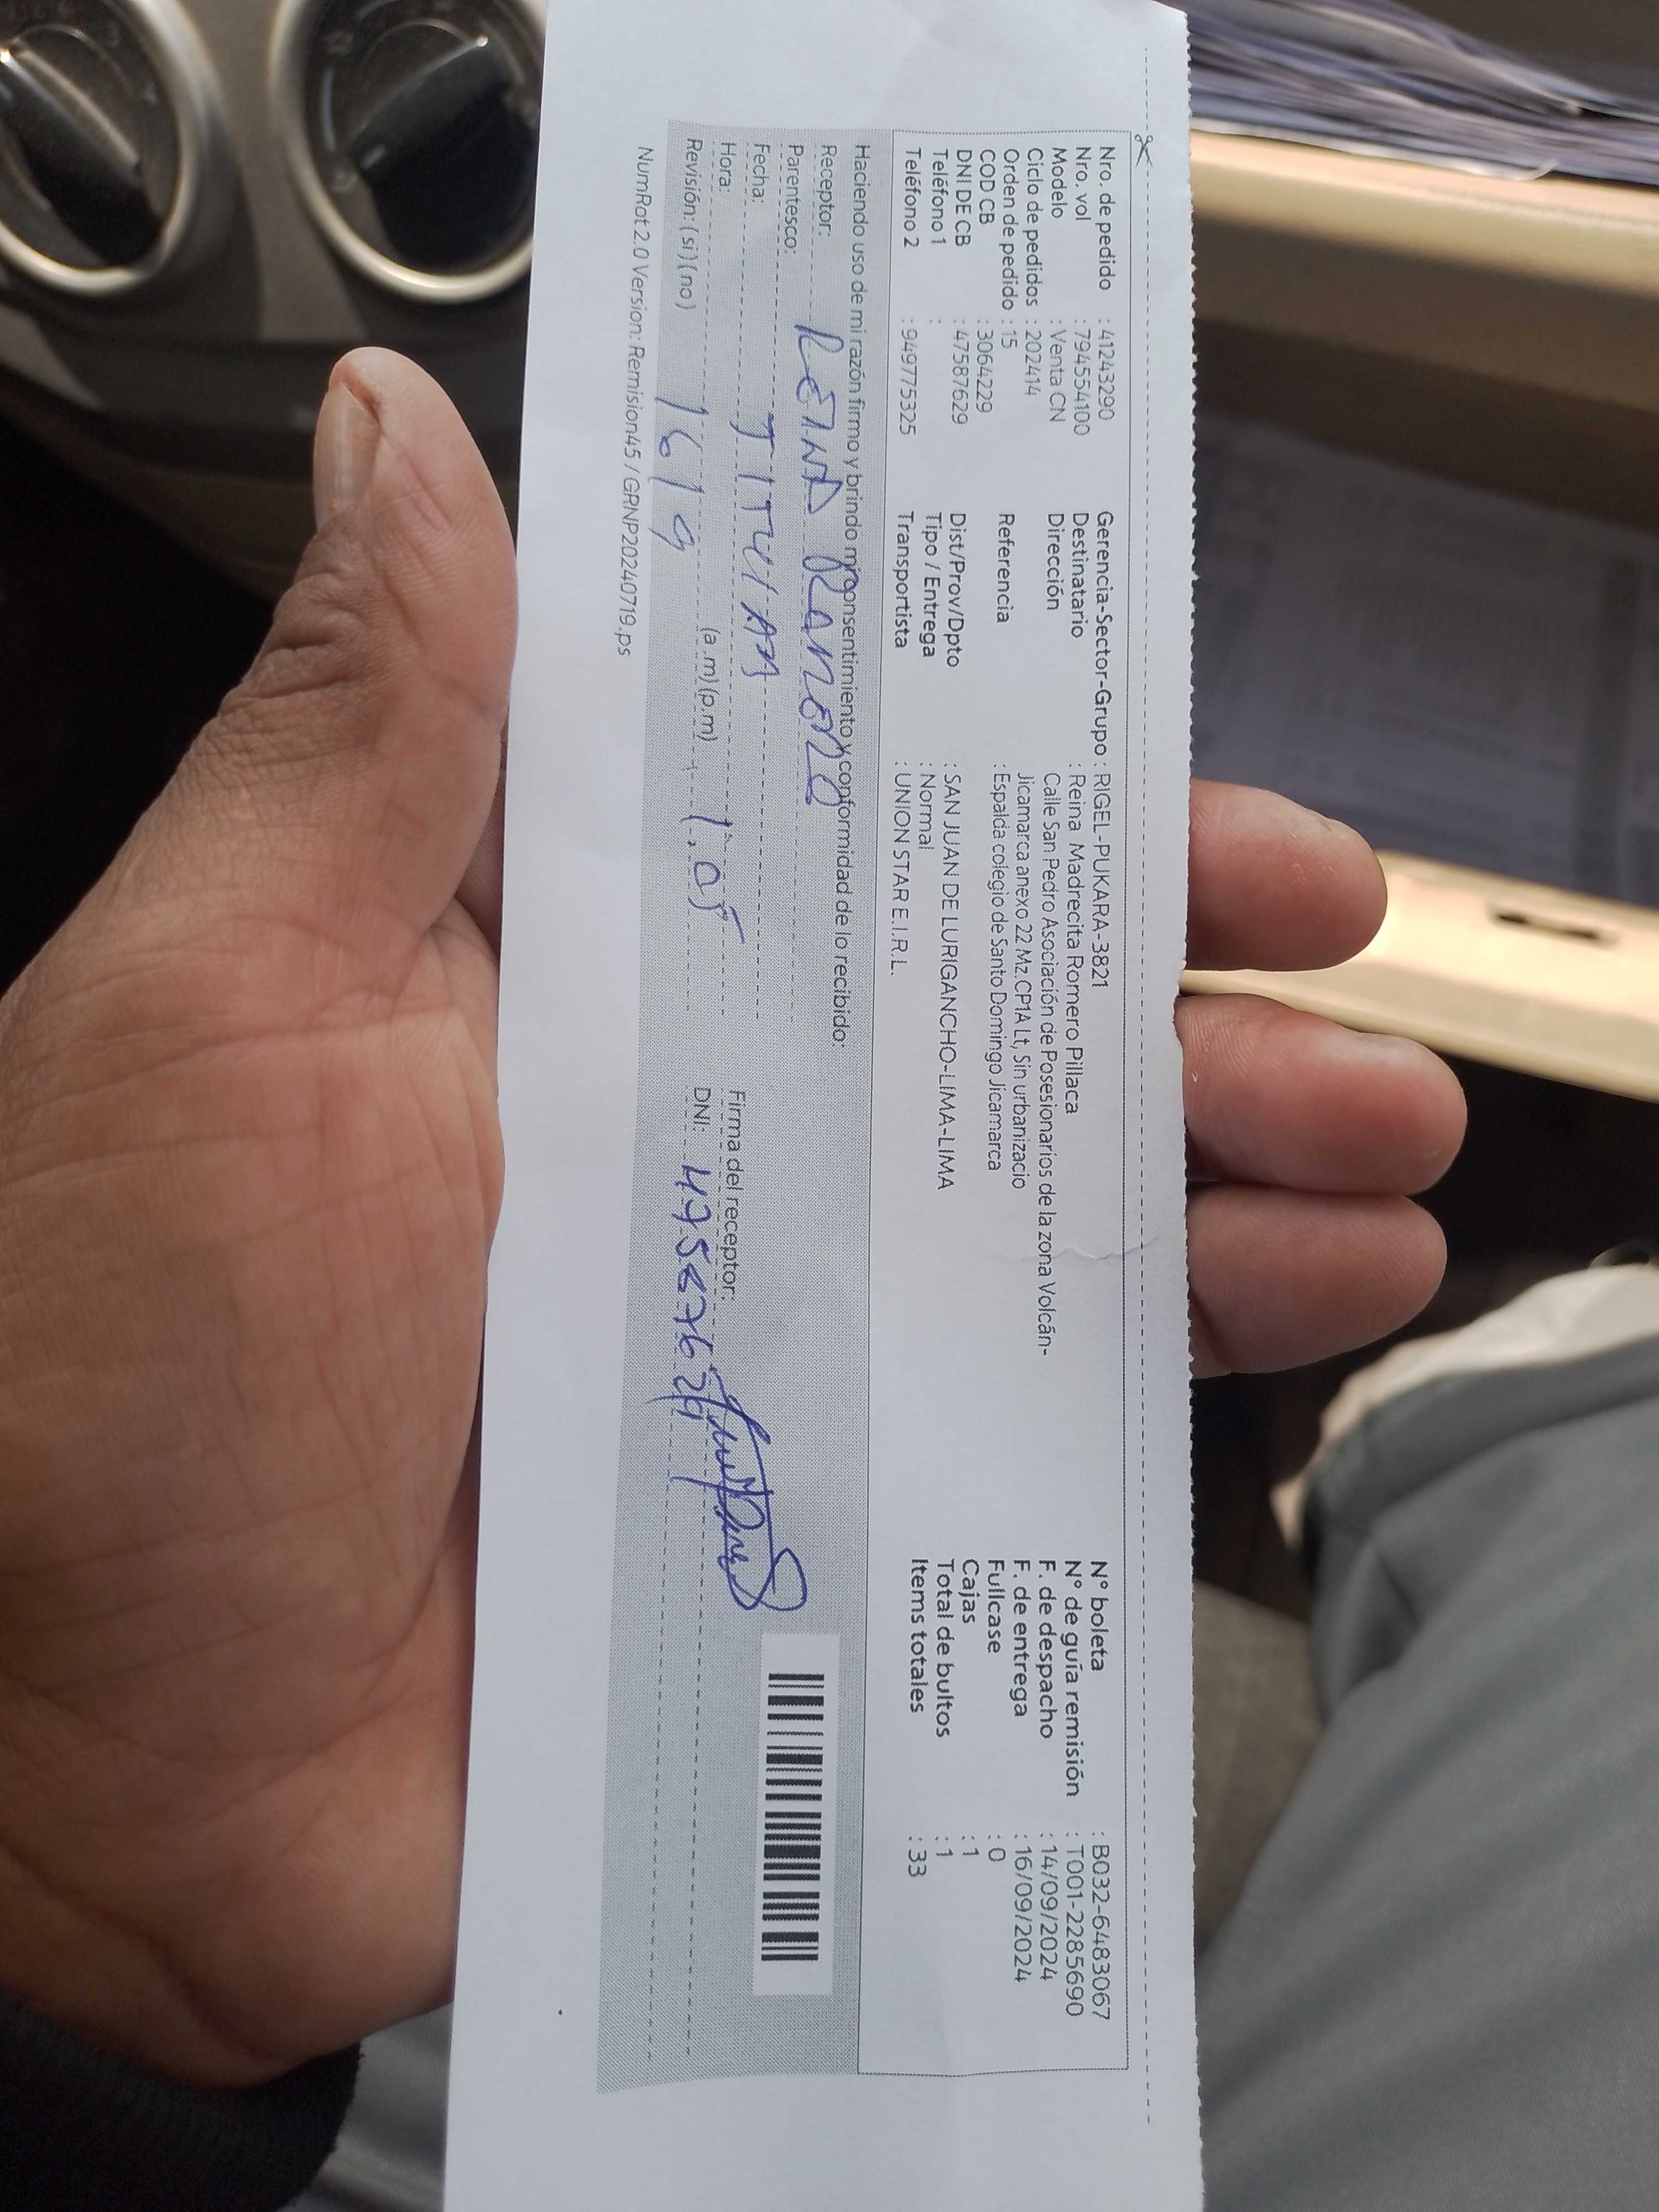 Nro. de pedido : 41243290
Nro. vol : 794554100
Modelo : Venta CN
Ciclo de pedidos : 202414
Orden de pedido : 15
COD CB : 3064229
DNI DE CB : 47587629
Teléfono 1 :
Teléfono 2 : 949775325
Gerencia-Sector-Grupo : RIGEL-PUKARA-3821
Destinatario : Reina Madrecita Romero Pillaca
Dirección Calle San Pedro Asociación de Posesionarios de la zona Volcán-
Jicamarca anexo 22 Mz.CP1A Lt, Sin urbanizacio
Referencia : Espalda colegio de Santo Domingo Jicamarca
Dist/Prov/Dpto : SAN JUAN DE LURIGANCHO-LIMA-LIMA
Tipo / Entrega : Normal
Transportista : UNION STAR E.I.R.L.
N° boleta : B032-6483067
N° de guía remisión : T001-2285690
F. de despacho : 14/09/2024
F. de entrega : 16/09/2024
Fullcase : 0
Cajas : 1
Total de bultos : 1
Items totales : 33
Haciendo uso de mi razón firmo y brindo mi consentimiento y conformidad de lo recibido:
Receptor: REINA ROMERO
Parentesco: TITULAR
Fecha: 16/9
Hora: (a.m)(p.m) 1:05
Revisión: (si)(no)
Firma del receptor:
DNI: 47587629
NumRot 2.0 Version: Remision45 / GRNP20240719.ps